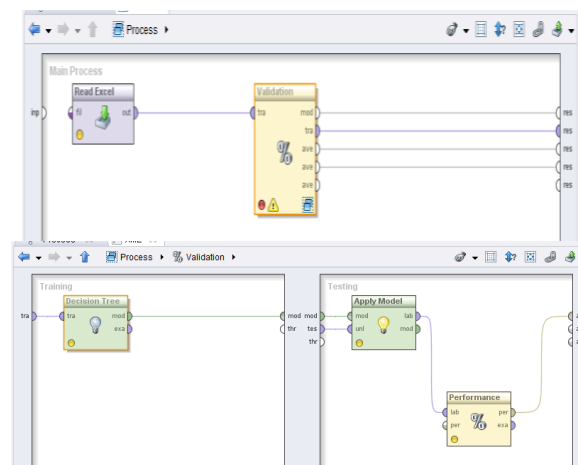 Process
Main Process
Read Excel
Validation
inp
fil
out
tra
mod
res
tra
res
ave
res
ave
res
ave
Process
Validation
Training
Testing
Decision Tree
Apply Model
tra
tra
mod
mod
mod
mod
lab
exa
thr
tes
unl
mod
thr
Performance
lab
per
per
exa